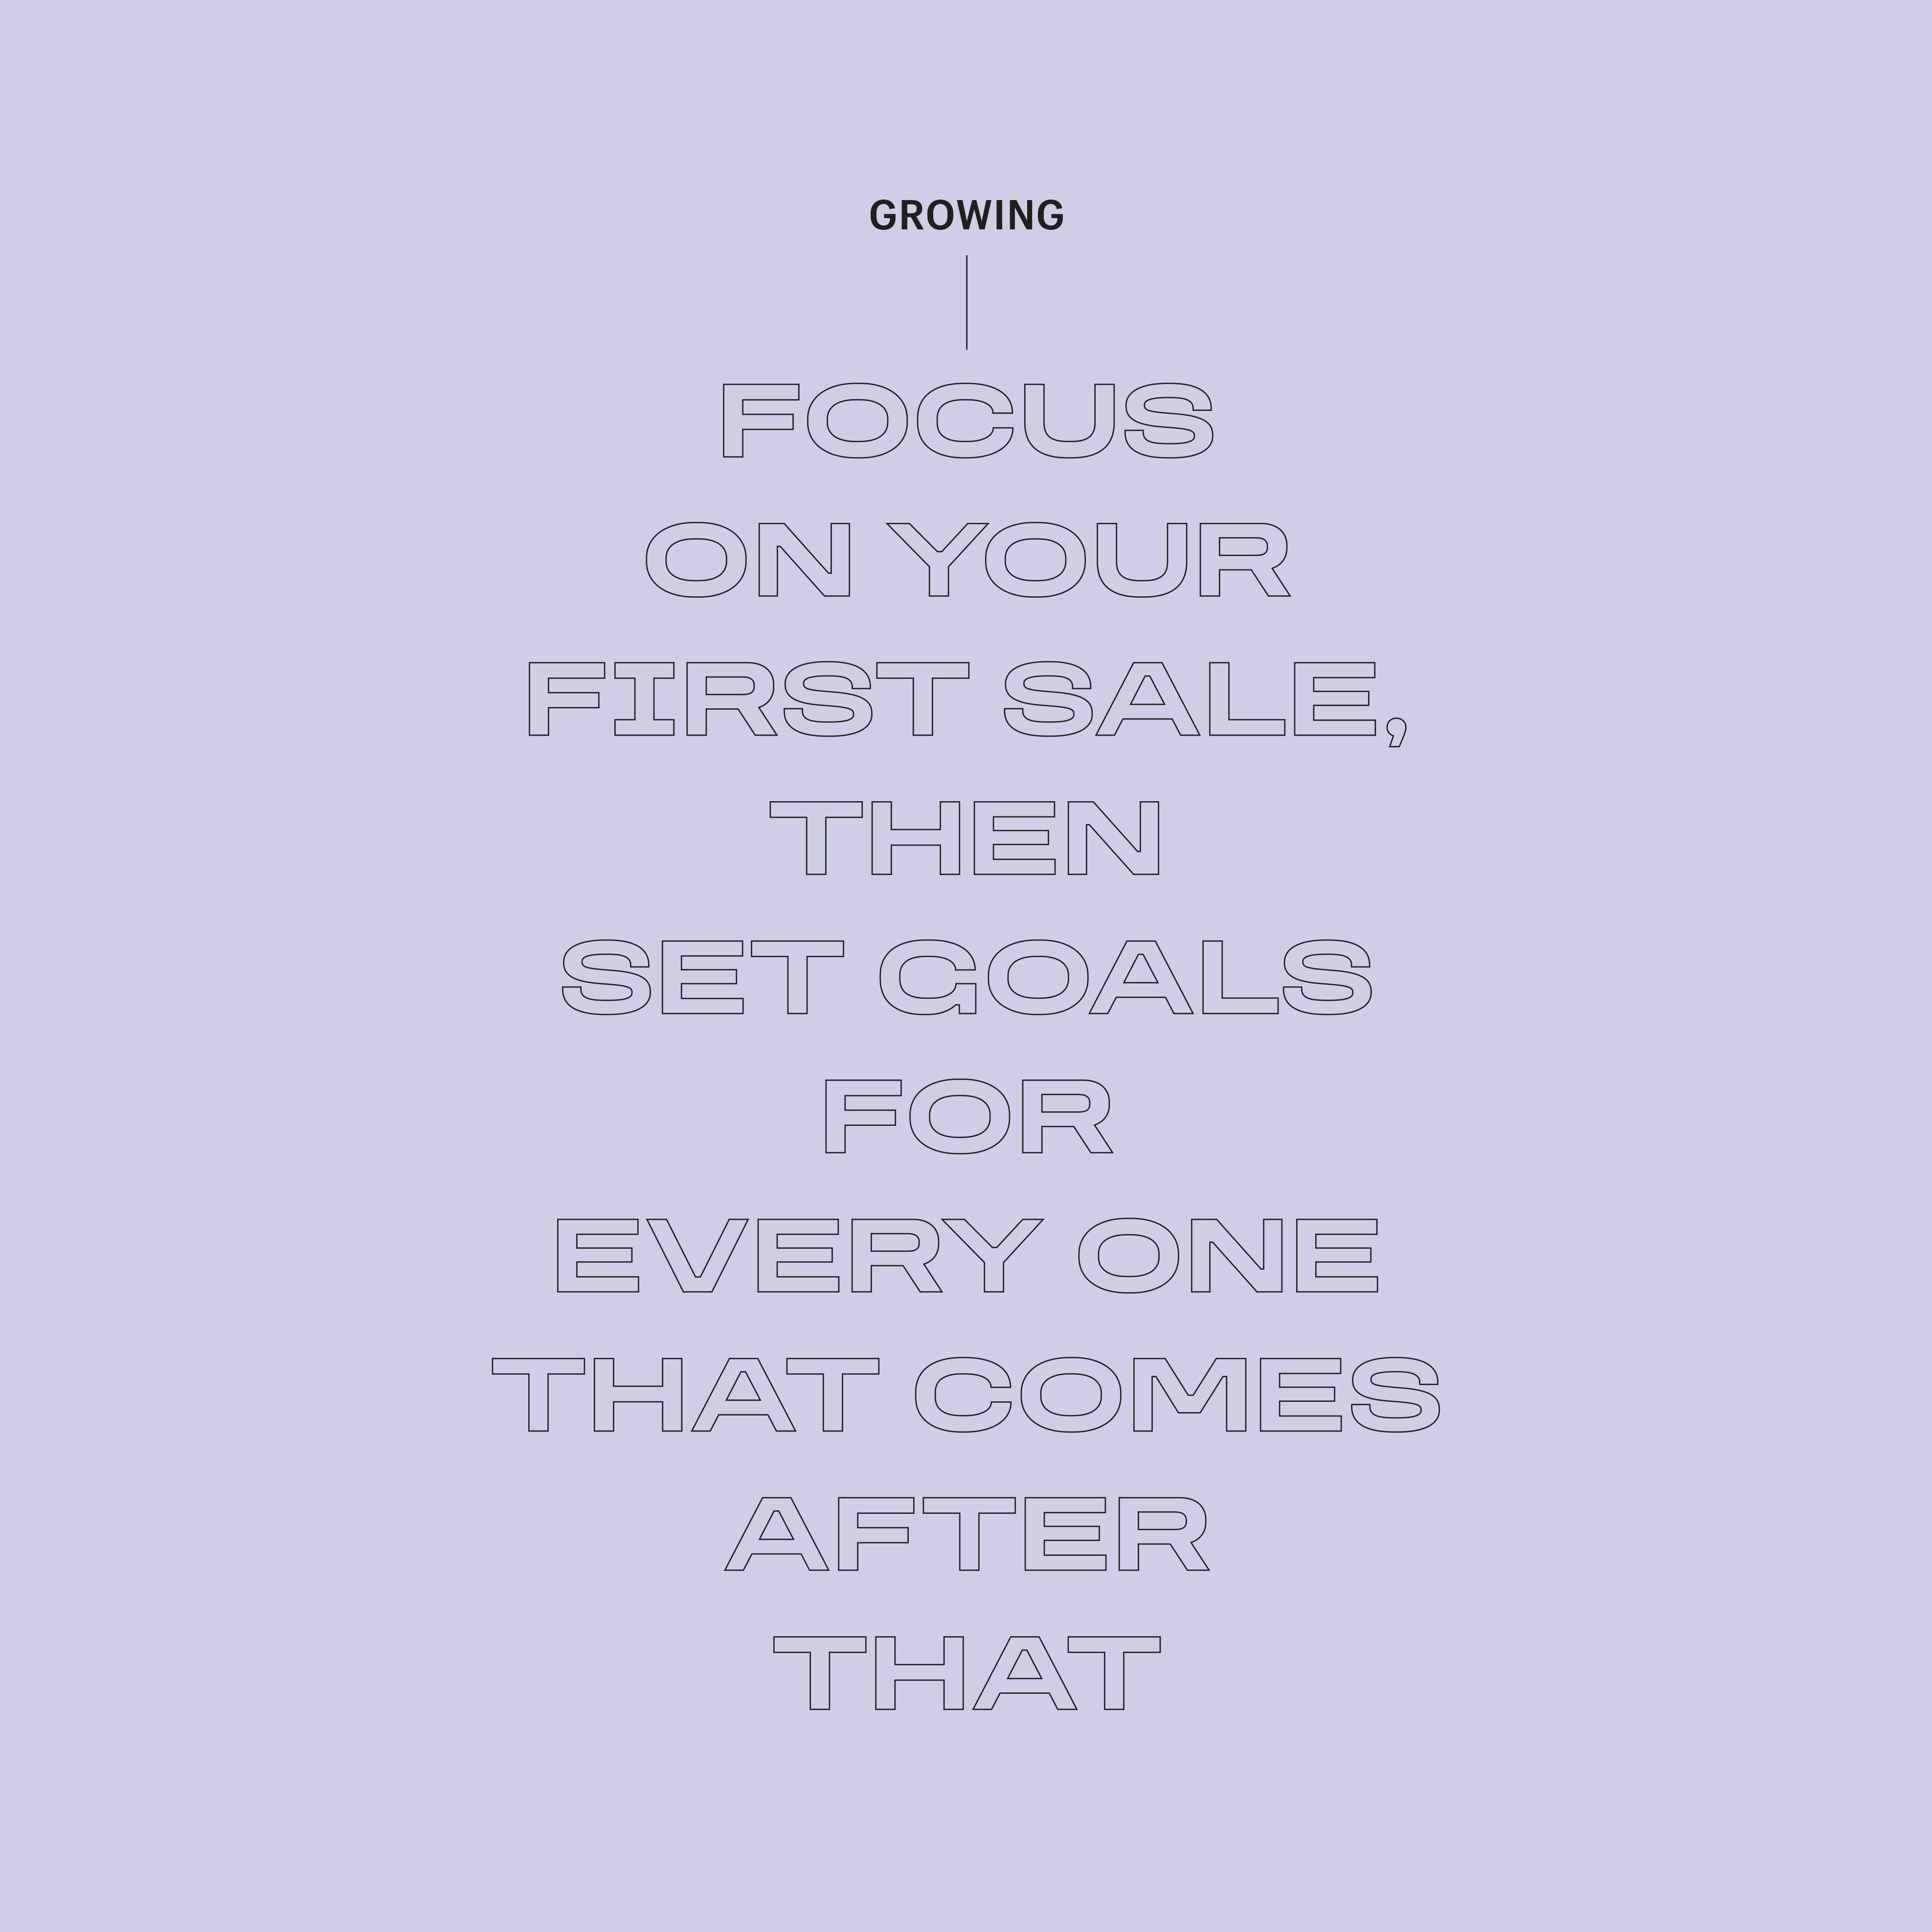 GROWING
FOCUS
ON YOUR
FIRST SALE,
THEN
SET GOALS
FOR
EVERY ONE
THAT COMES
AFTER
THAT